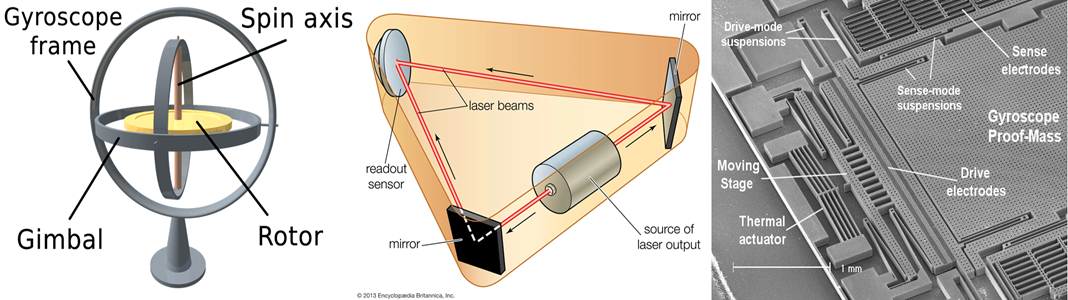 Gyroscope
frame
Spin axis
Gimbal
Rotor
mirror
laser beams
readout
sensor
mirror
source of
laser output
© 2013 Encyclopædia Britannica, Inc.
Drive-mode
suspensions
Sense
electrodes
Sense-mode
suspensions
Gyroscope
Proof-Mass
Moving
Stage
Drive
electrodes
Thermal
actuator
1 mm